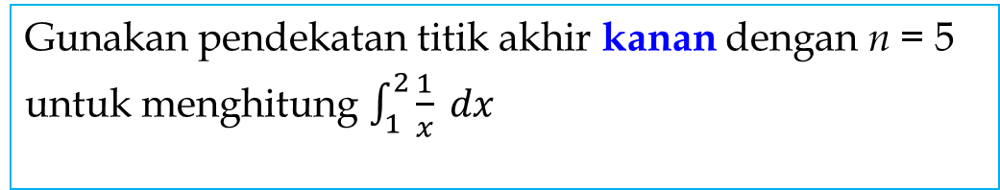 Gunakan pendekatan titik akhir kanan dengan n = 5
untuk menghitung ∫₁² 1/x dx